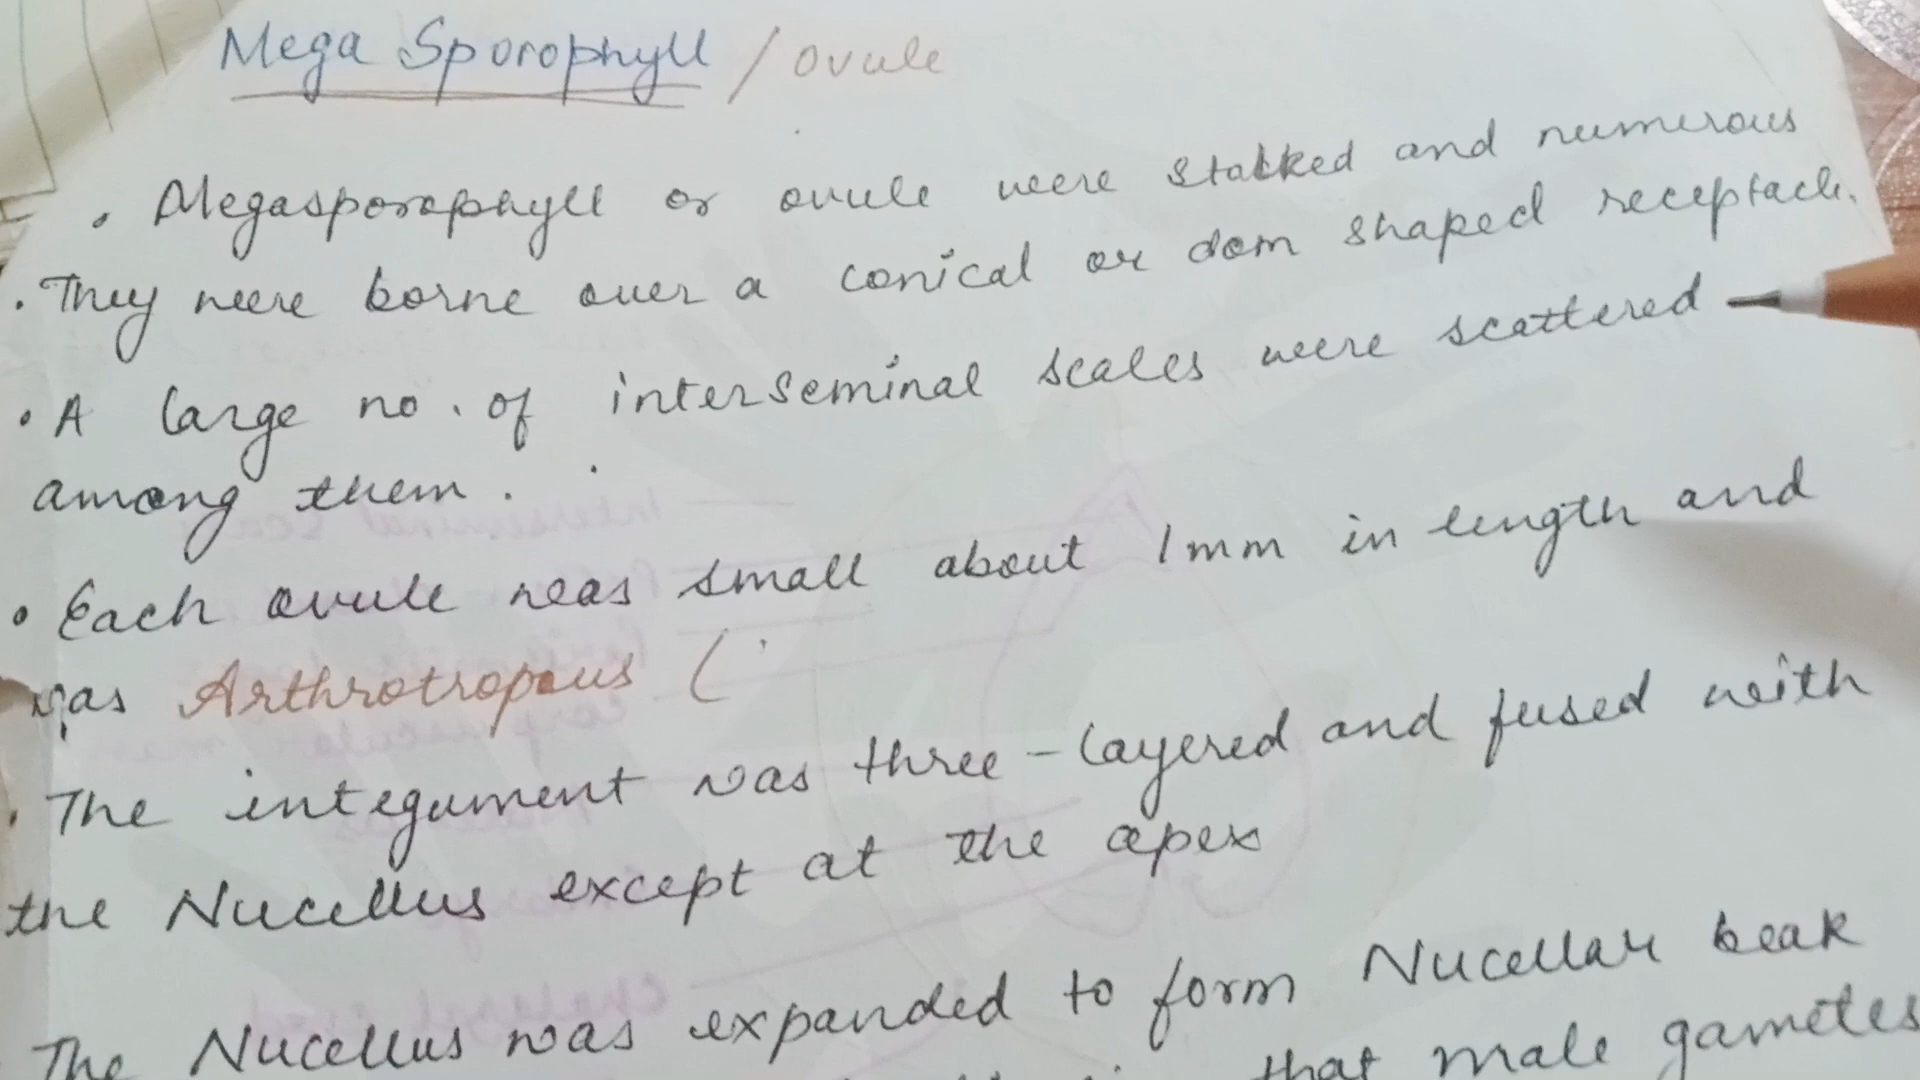 Mega Sporophyll / ovule
. Megasporophyll or ovule were stalked and numerous
. They were borne over a conical or dom shaped receptacle.
. A large no. of interseminal scales were scattered
among them.
. Each ovule was small about 1mm in length and
was Arthrotropous (
. The integument was three-layered and fused with
the Nucellus except at the apex
. The Nucellus was expanded to form Nucellar beak
that male gametes